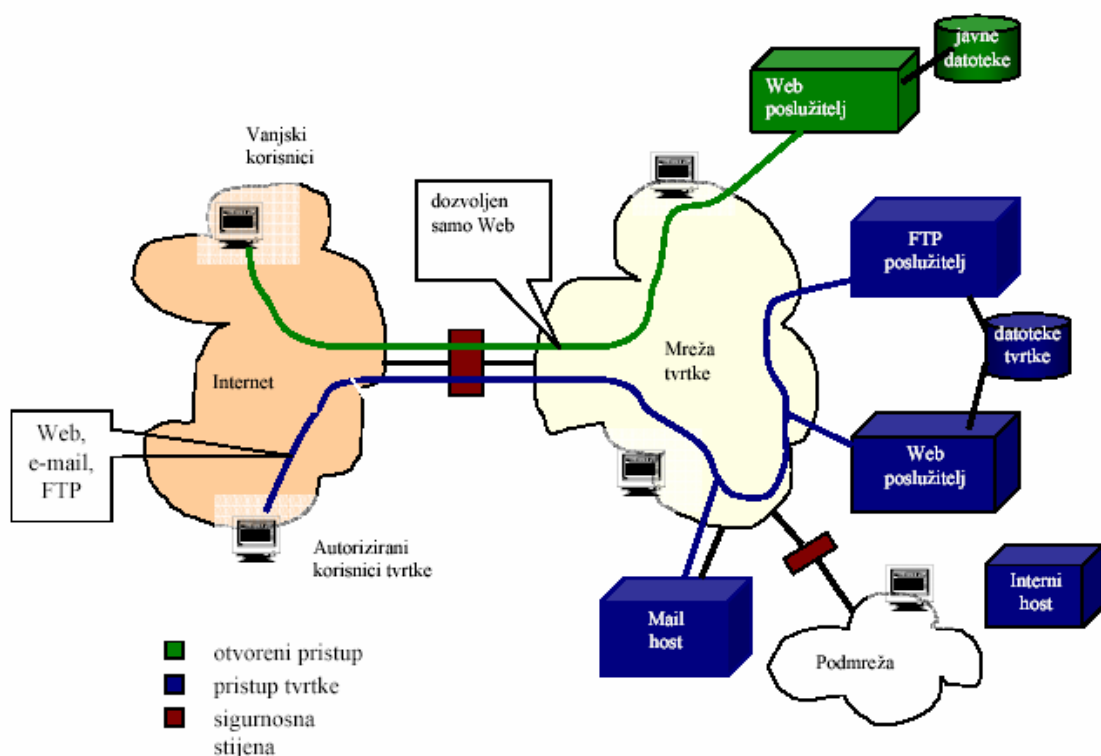 javne
datoteke
Web
poslužitelj
Vanjski
korisnici
dozvoljen
samo Web
FTP
poslužitelj
datoteke
tvrtke
Mreža
tvrtke
Internet
Web,
e-mail,
FTP
Web
poslužitelj
Autorizirani
korisnici tvrtke
Mail
host
Interni
host
Podmreža
otvoreni pristup
pristup tvrtke
sigurnosna
stijena